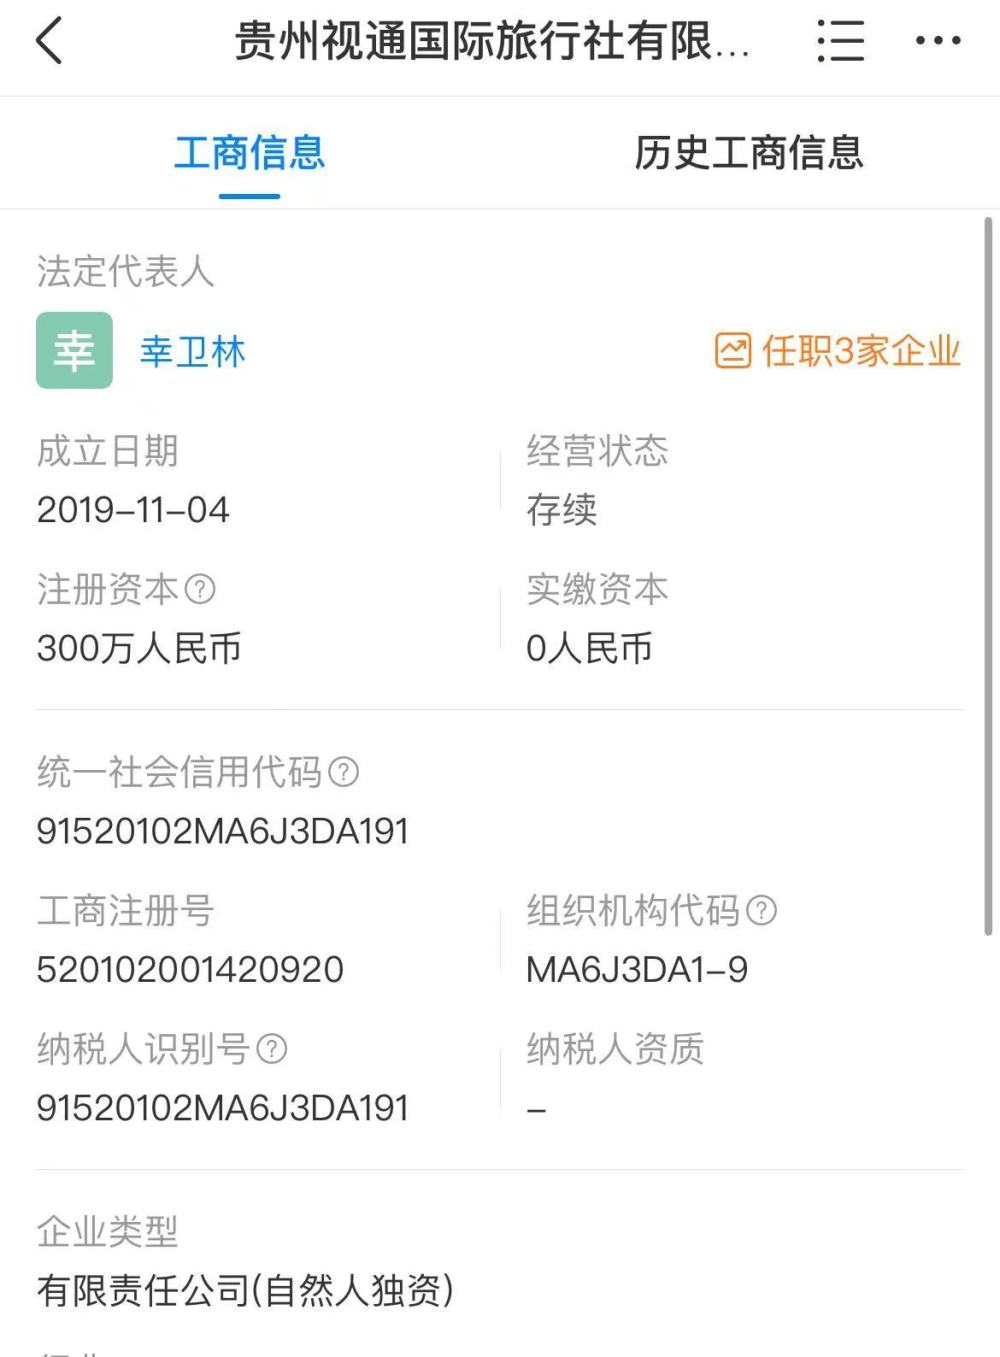 贵州视通国际旅行社有限...
工商信息
历史工商信息
法定代表人
幸
幸卫林
任职3家企业
成立日期
经营状态
2019-11-04
存续
注册资本?
实缴资本
300万人民币
0人民币
统一社会信用代码?
91520102MA6J3DA191
工商注册号
组织机构代码?
520102001420920
MA6J3DA1-9
纳税人识别号?
纳税人资质
91520102MA6J3DA191
-
企业类型
有限责任公司(自然人独资)